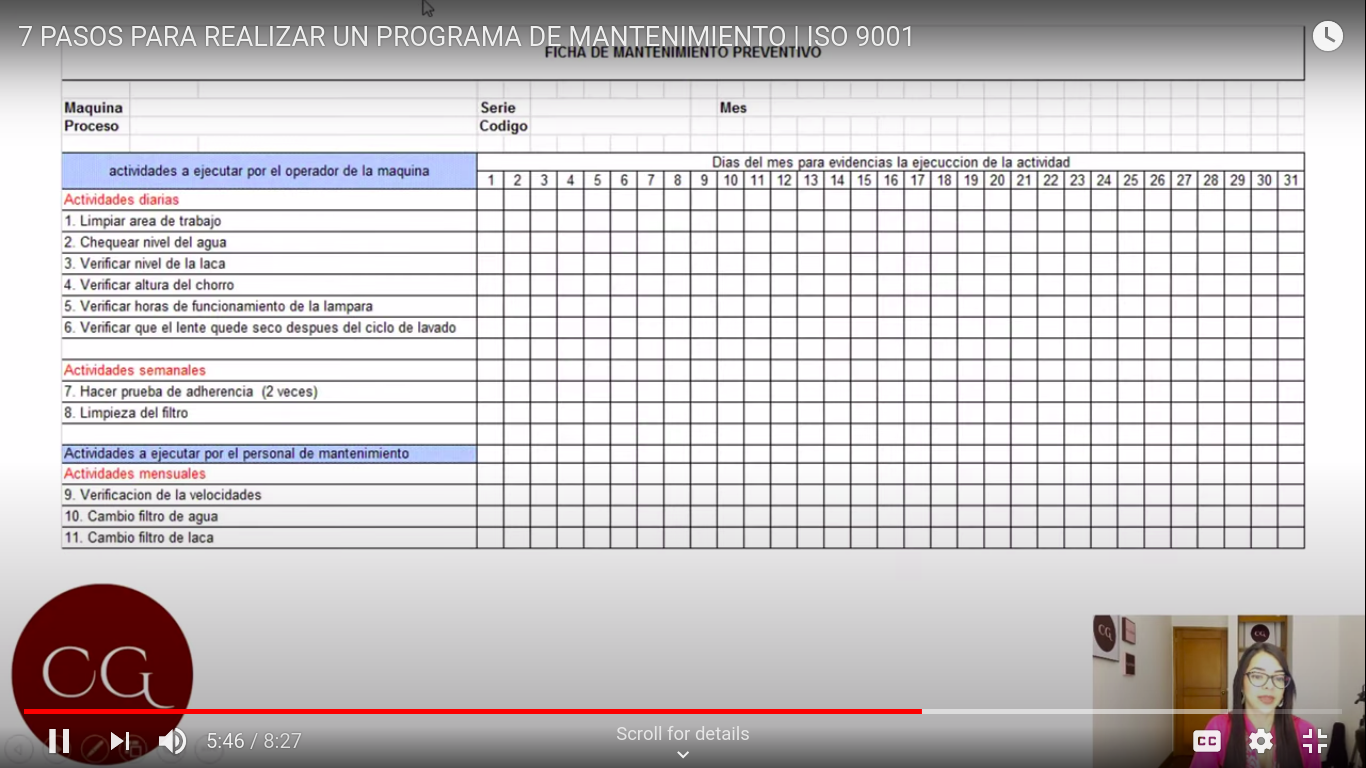 7 PASOS PARA REALIZAR UN PROGRAMA DE MANTENIMIENTO | ISO 9001
FICHA DE MANTENIMIENTO PREVENTIVO
Maquina Serie Mes
Proceso Codigo
actividades a ejecutar por el operador de la maquina
Dias del mes para evidencias la ejecuccion de la actividad
1 2 3 4 5 6 7 8 9 10 11 12 13 14 15 16 17 18 19 20 21 22 23 24 25 26 27 28 29 30 31
Actividades diarias
1. Limpiar area de trabajo
2. Chequear nivel del agua
3. Verificar nivel de la laca
4. Verificar altura del chorro
5. Verificar horas de funcionamiento de la lampara
6. Verificar que el lente quede seco despues del ciclo de lavado
Actividades semanales
7. Hacer prueba de adherencia (2 veces)
8. Limpieza del filtro
Actividades a ejecutar por el personal de mantenimiento
Actividades mensuales
9. Verificacion de la velocidades
10. Cambio filtro de agua
11. Cambio filtro de laca
CG
CG
CG
5:46 / 8:27
Scroll for details
CC